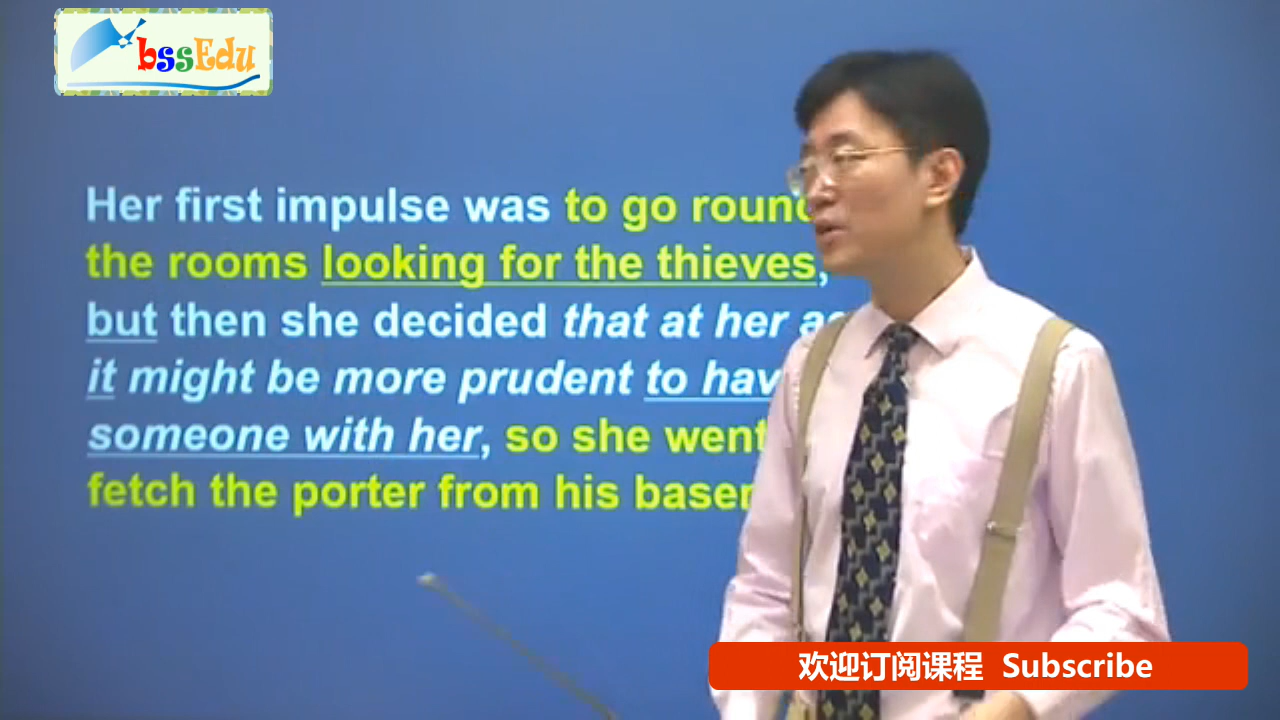 bssEdu
Her first impulse was to go round
the rooms looking for the thieves,
but then she decided that at her
it might be more prudent to
someone with her, so she went
fetch the porter from his
欢迎订阅课程 Subscribe